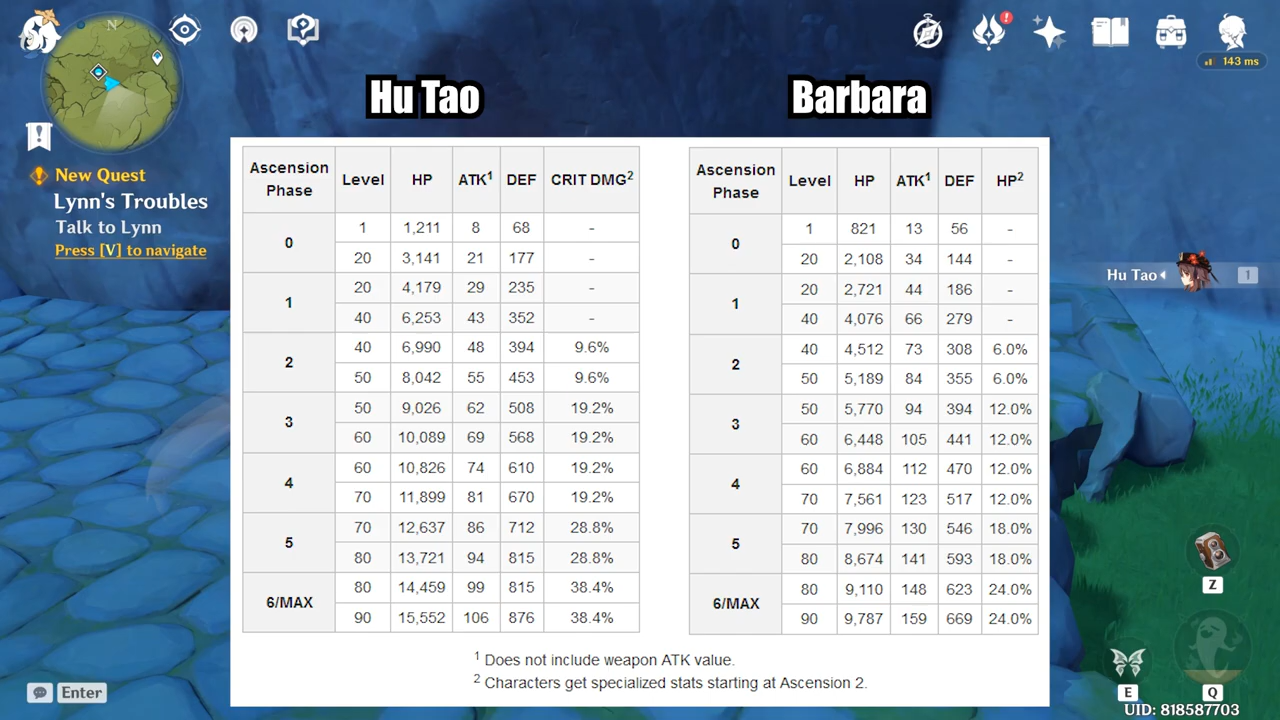 N
143 ms
Hu Tao
Barbara
New Quest
Lynn's Troubles
Talk to Lynn
Press [V] to navigate
Ascension Phase Level HP ATK1 DEF CRIT DMG2
0 1 1,211 8 68 -
20 3,141 21 177 -
1 20 4,179 29 235 -
40 6,253 43 352 -
2 40 6,990 48 394 9.6%
50 8,042 55 453 9.6%
3 50 9,026 62 508 19.2%
60 10,089 69 568 19.2%
4 60 10,826 74 610 19.2%
70 11,899 81 670 19.2%
5 70 12,637 86 712 28.8%
80 13,721 94 815 28.8%
6/MAX 80 14,459 99 815 38.4%
90 15,552 106 876 38.4%
Ascension Phase Level HP ATK1 DEF HP2
0 1 821 13 56 -
20 2,108 34 144 -
1 20 2,721 44 186 -
40 4,076 66 279 -
2 40 4,512 73 308 6.0%
50 5,189 84 355 6.0%
3 50 5,770 94 394 12.0%
60 6,448 105 441 12.0%
4 60 6,884 112 470 12.0%
70 7,561 123 517 12.0%
5 70 7,996 130 546 18.0%
80 8,674 141 593 18.0%
6/MAX 80 9,110 148 623 24.0%
90 9,787 159 669 24.0%
1 Does not include weapon ATK value.
2 Characters get specialized stats starting at Ascension 2.
Hu Tao 1
Z
E Q
Enter
UID: 818587703